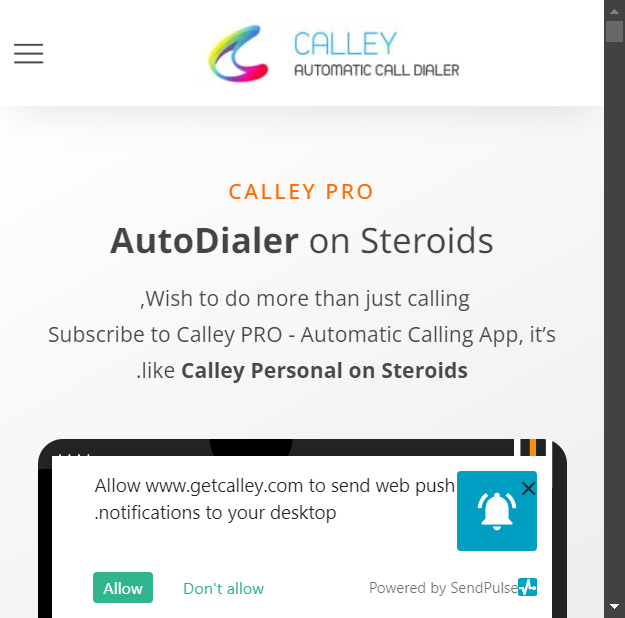 CALLEY
AUTOMATIC CALL DIALER
CALLEY PRO
AutoDialer on Steroids
,Wish to do more than just calling
Subscribe to Calley PRO - Automatic Calling App, it’s
.like Calley Personal on Steroids
Allow www.getcalley.com to send web push
.notifications to your desktop
Allow
Don't allow
Powered by SendPulse